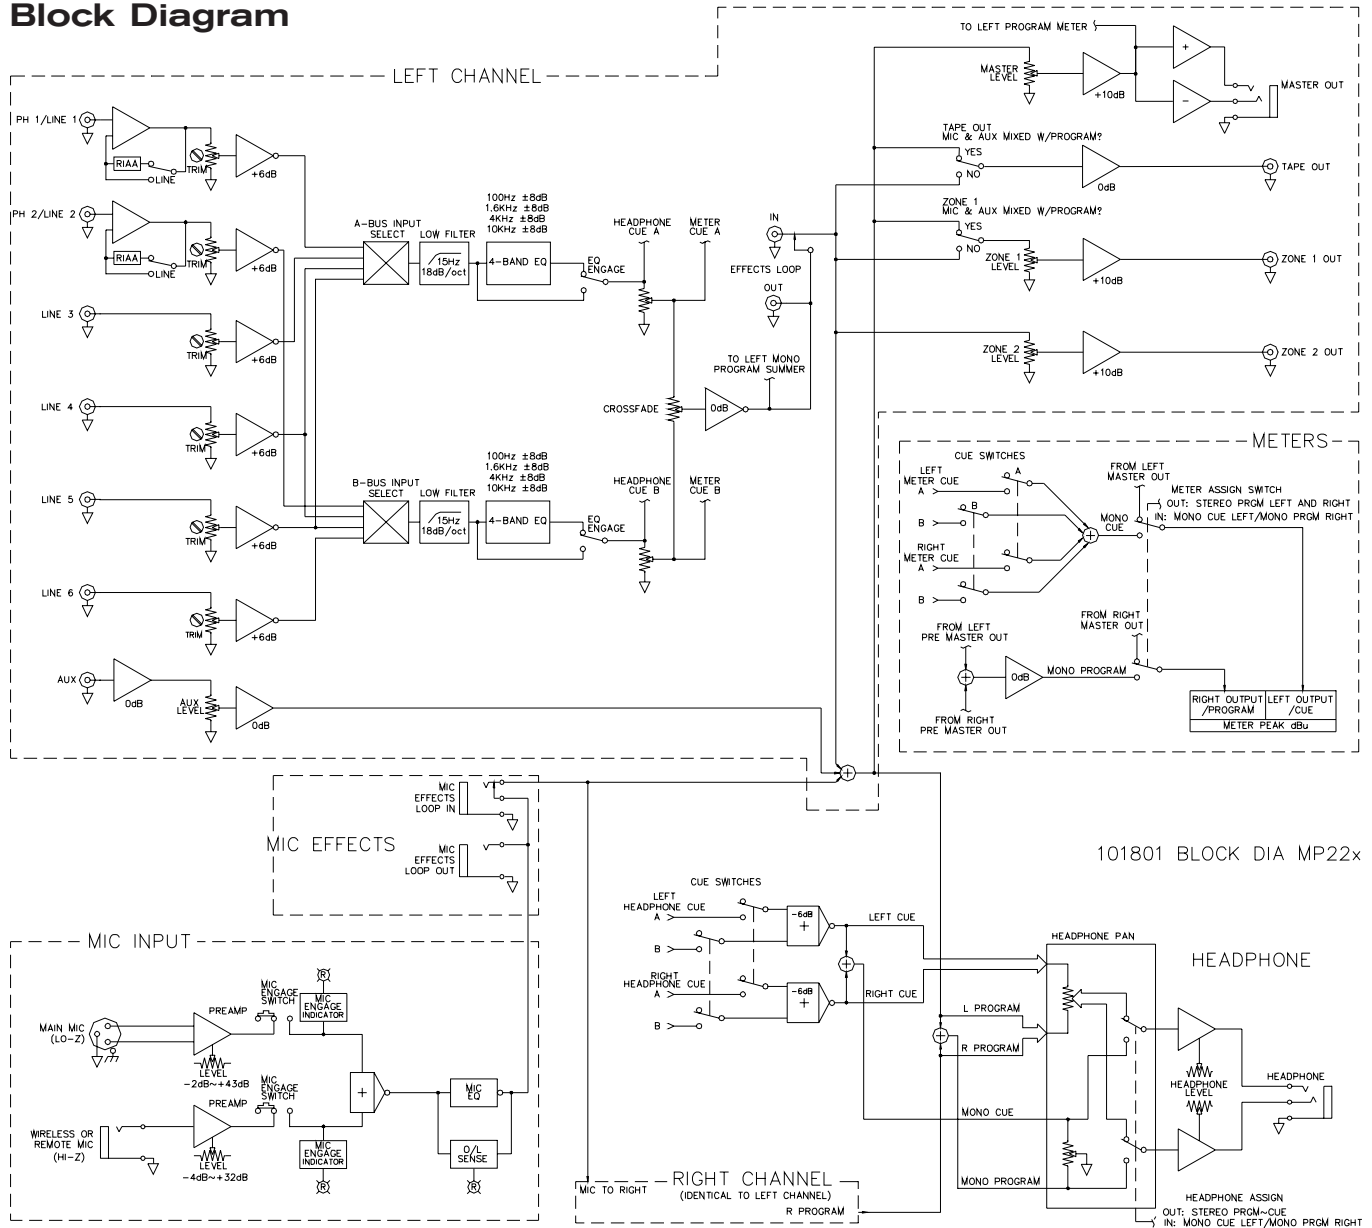 Block Diagram
LEFT CHANNEL
PH 1/LINE 1
RIAA
LINE
TRIM
+6dB
PH 2/LINE 2
RIAA
LINE
TRIM
+6dB
LINE 3
TRIM
+6dB
LINE 4
TRIM
+6dB
LINE 5
TRIM
+6dB
LINE 6
TRIM
+6dB
AUX
0dB
AUX
LEVEL
0dB
A-BUS INPUT
SELECT
LOW FILTER
15Hz
18dB/oct
100Hz ±8dB
1.6KHz ±8dB
4KHz ±8dB
10KHz ±8dB
4-BAND EQ
EQ
ENGAGE
HEADPHONE
CUE A
METER
CUE A
B-BUS INPUT
SELECT
LOW FILTER
15Hz
18dB/oct
100Hz ±8dB
1.6KHz ±8dB
4KHz ±8dB
10KHz ±8dB
4-BAND EQ
EQ
ENGAGE
HEADPHONE
CUE B
METER
CUE B
CROSSFADE
0dB
TO LEFT MONO
PROGRAM SUMMER
IN
EFFECTS LOOP
OUT
TO LEFT PROGRAM METER
MASTER
LEVEL
+10dB
+
-
MASTER OUT
TAPE OUT
MIC & AUX MIXED W/PROGRAM?
YES
NO
0dB
TAPE OUT
ZONE 1
MIC & AUX MIXED W/PROGRAM?
YES
NO
ZONE 1
LEVEL
+10dB
ZONE 1 OUT
ZONE 2
LEVEL
+10dB
ZONE 2 OUT
METERS
CUE SWITCHES
LEFT
METER CUE
A
B
RIGHT
METER CUE
A
B
A
B
+
MONO
CUE
FROM LEFT
MASTER OUT
METER ASSIGN SWITCH
OUT: STEREO PRGM LEFT AND RIGHT
IN: MONO CUE LEFT/MONO PRGM RIGHT
FROM LEFT
PRE MASTER OUT
+
FROM RIGHT
PRE MASTER OUT
0dB
MONO PROGRAM
FROM RIGHT
MASTER OUT
RIGHT OUTPUT
/PROGRAM
LEFT OUTPUT
/CUE
METER PEAK dBu
+
MIC EFFECTS
MIC
EFFECTS
LOOP IN
MIC
EFFECTS
LOOP OUT
101801 BLOCK DIA MP22x
MIC INPUT
MAIN MIC
(LO-Z)
PREAMP
LEVEL
-2dB~+43dB
MIC
ENGAGE
SWITCH
R
MIC
ENGAGE
INDICATOR
WIRELESS OR
REMOTE MIC
(HI-Z)
PREAMP
LEVEL
-4dB~+32dB
MIC
ENGAGE
SWITCH
MIC
ENGAGE
INDICATOR
R
+
MIC
EQ
O/L
SENSE
R
CUE SWITCHES
LEFT
HEADPHONE CUE
A
B
RIGHT
HEADPHONE CUE
A
B
-6dB
+
-6dB
+
LEFT CUE
+
RIGHT CUE
L PROGRAM
+
R PROGRAM
MONO CUE
MONO PROGRAM
HEADPHONE PAN
HEADPHONE
HEADPHONE
LEVEL
HEADPHONE
HEADPHONE ASSIGN
OUT: STEREO PRGM~CUE
IN: MONO CUE LEFT/MONO PRGM RIGHT
RIGHT CHANNEL
(IDENTICAL TO LEFT CHANNEL)
MIC TO RIGHT
R PROGRAM